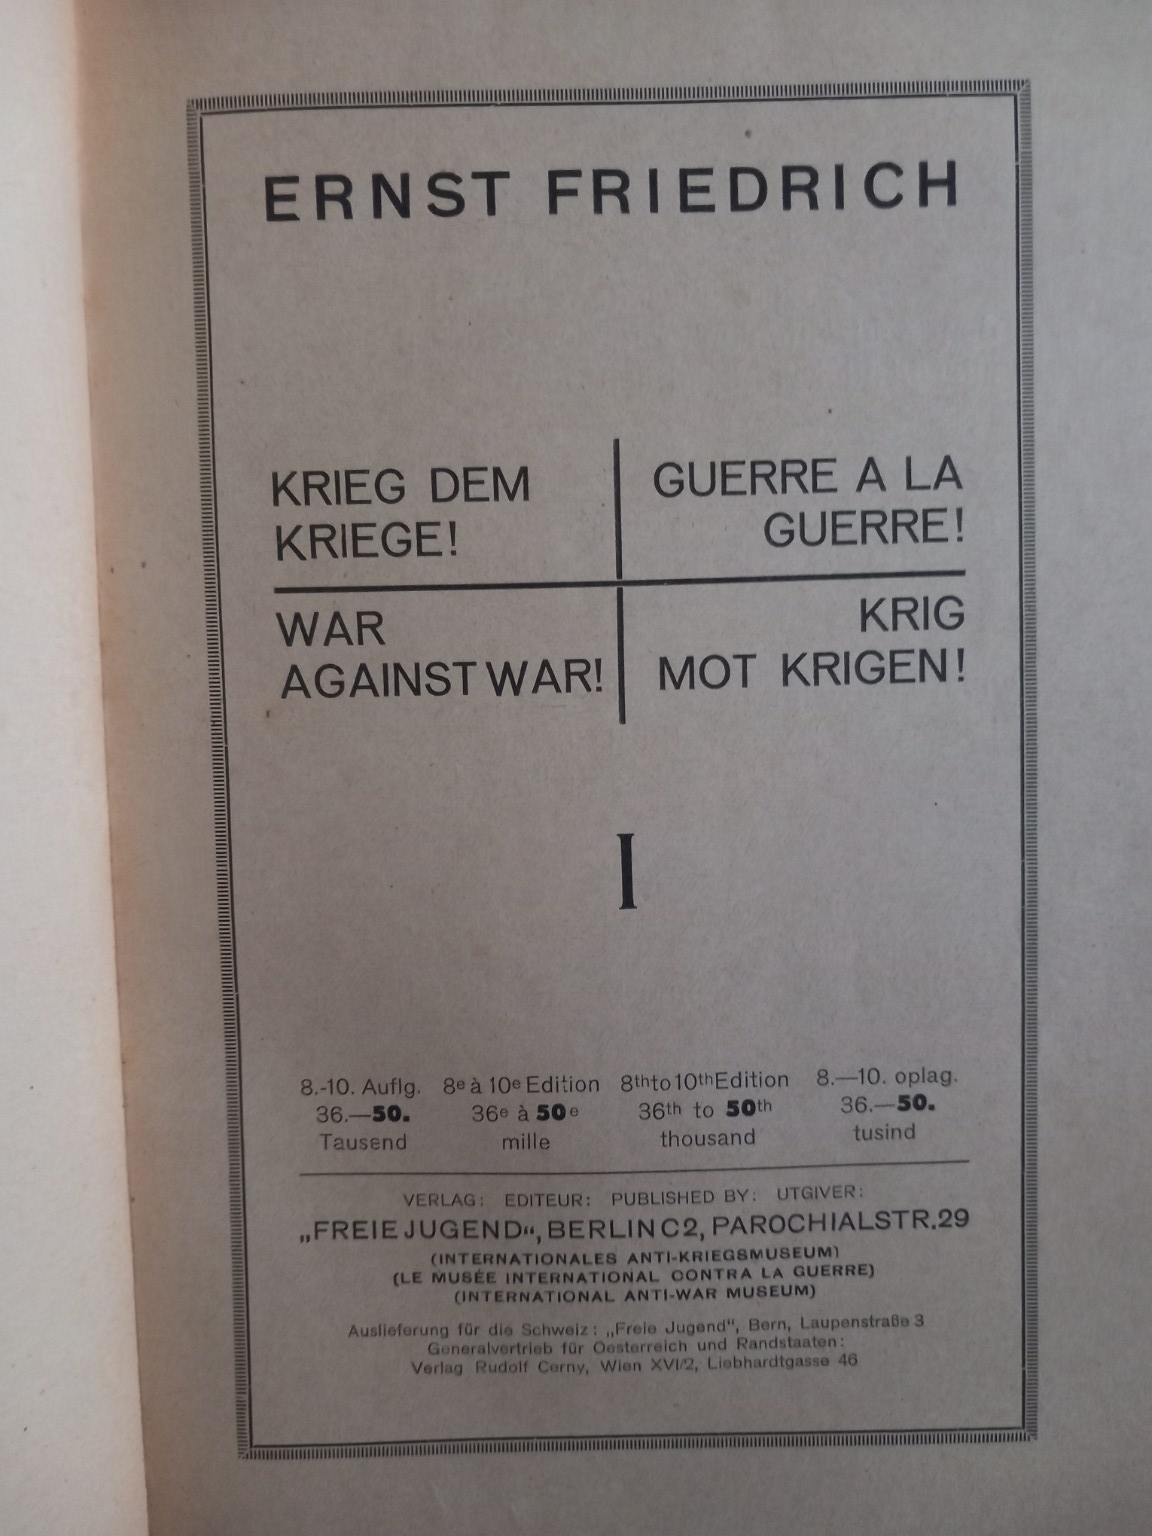 ERNST FRIEDRICH
KRIEG DEM
KRIEGE!
GUERRE A LA
GUERRE!
WAR
AGAINST WAR!
KRIG
MOT KRIGEN!
I
8.-10. Auflg.
36.—50.
Tausend
8e à 10e Edition
36e à 50e
mille
8th to 10th Edition
36th to 50th
thousand
8.—10. oplag.
36.—50.
tusind
VERLAG: EDITEUR: PUBLISHED BY: UTGIVER:
„FREIE JUGEND“, BERLIN C2, PAROCHIALSTR. 29
(INTERNATIONALES ANTI-KRIEGSMUSEUM)
(LE MUSÉE INTERNATIONAL CONTRA LA GUERRE)
(INTERNATIONAL ANTI-WAR MUSEUM)
Auslieferung für die Schweiz: „Freie Jugend“, Bern, Laupenstraße 3
Generalvertrieb für Oesterreich und Randstaaten:
Verlag Rudolf Cerny, Wien XVI/2, Liebhardtgasse 46